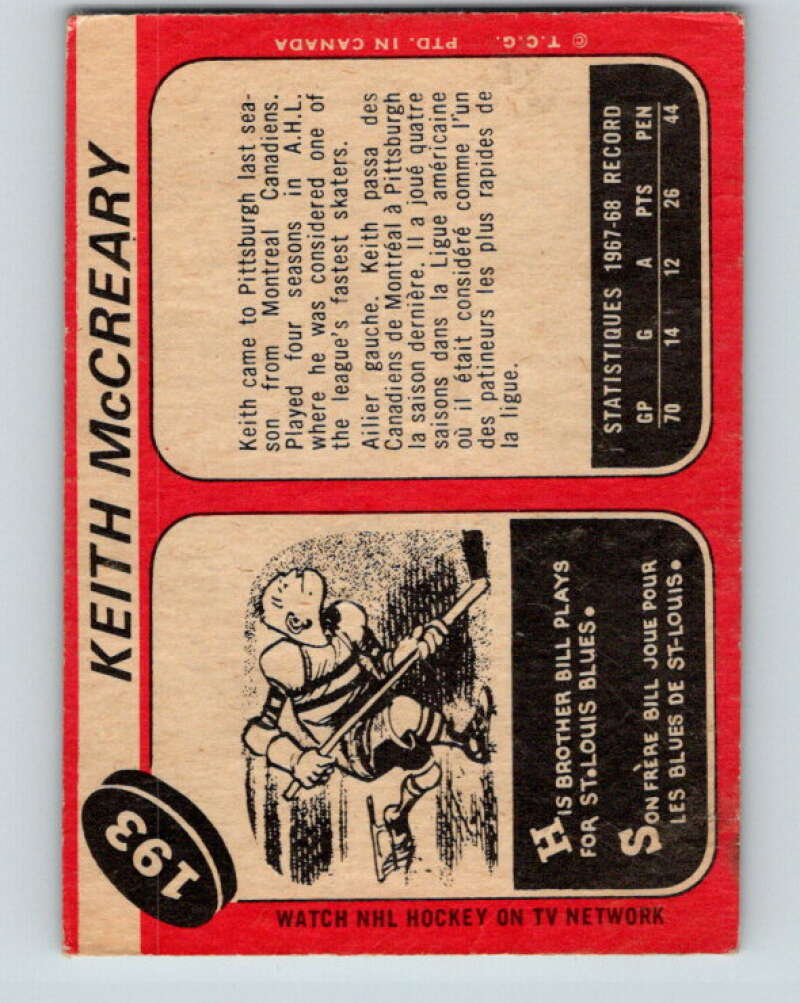 KEITH McCREARY
193
Keith came to Pittsburgh last sea-
son from Montreal Canadiens.
Played four seasons in A.H.L.
where he was considered one of
the league's fastest skaters.
Ailier gauche. Keith passa des
Canadiens de Montréal à Pittsburgh
la saison dernière. Il a joué quatre
saisons dans la Ligue américaine
où il était considéré comme l'un
des patineurs les plus rapides de
la ligue.
STATISTIQUES 1967-68 RECORD
GP G A PTS PEN
70 14 12 26 44
HIS BROTHER BILL PLAYS
FOR ST.LOUIS BLUES.
SON FRÈRE BILL JOUE POUR
LES BLUES DE ST-LOUIS.
WATCH NHL HOCKEY ON TV NETWORK
© T.C.G. PTD. IN CANADA